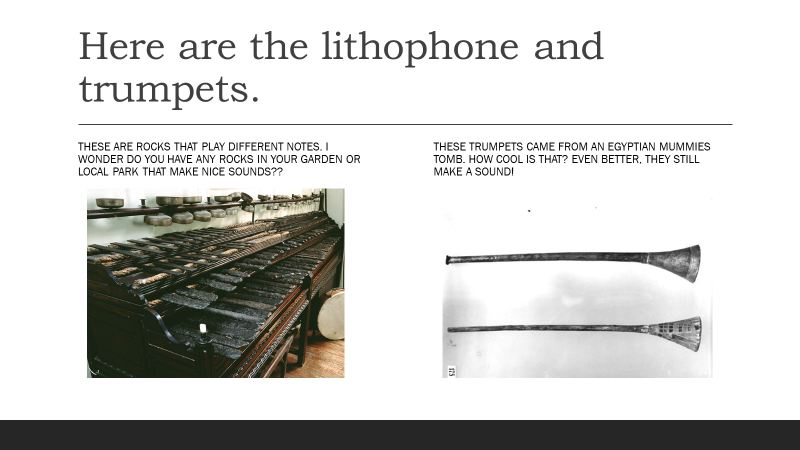 Here are the lithophone and
trumpets.
THESE ARE ROCKS THAT PLAY DIFFERENT NOTES. I
WONDER DO YOU HAVE ANY ROCKS IN YOUR GARDEN OR
LOCAL PARK THAT MAKE NICE SOUNDS??
THESE TRUMPETS CAME FROM AN EGYPTIAN MUMMIES
TOMB. HOW COOL IS THAT? EVEN BETTER, THEY STILL
MAKE A SOUND!